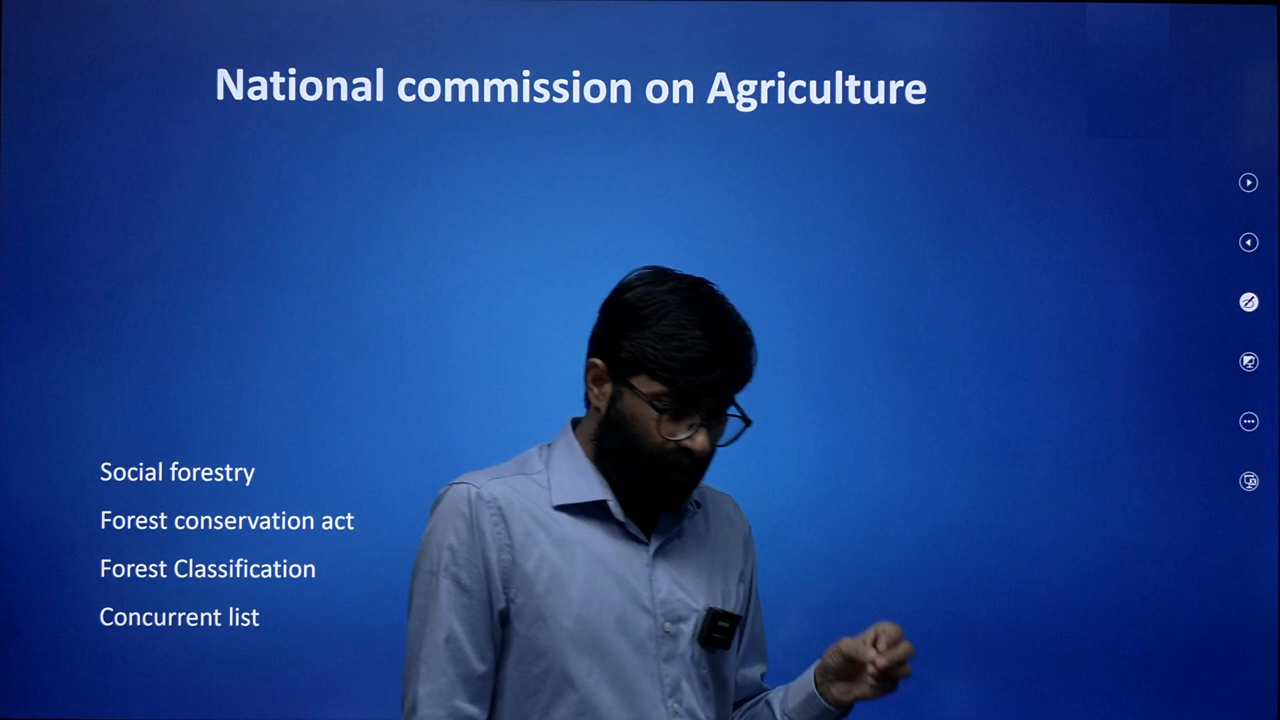 National commission on Agriculture
Social forestry
Forest conservation act
Forest Classification
Concurrent list